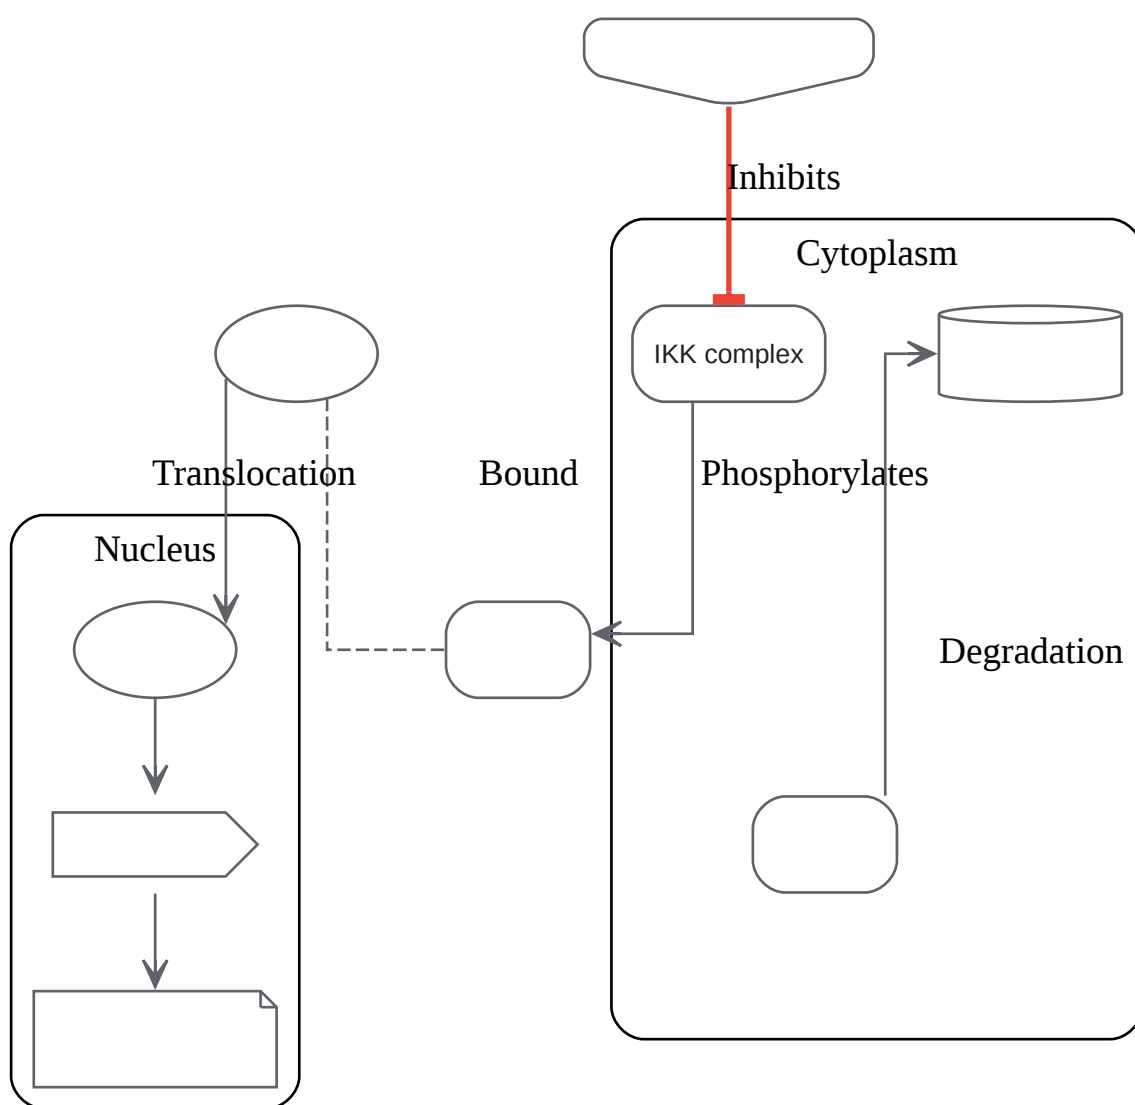 Inhibits
Cytoplasm
IKK complex
Translocation
Bound
Phosphorylates
Nucleus
Degradation